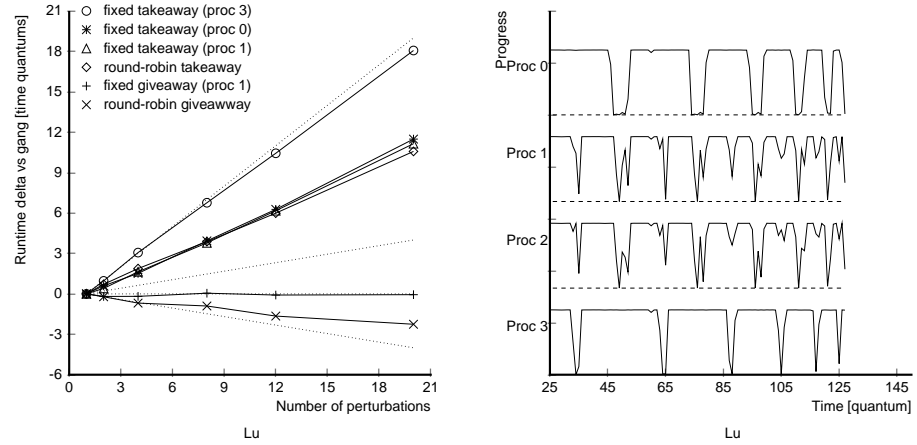 Runtime delta vs gang [time quantums]
21
18
15
12
9
6
3
0
-3
-6
fixed takeaway (proc 3)
fixed takeaway (proc 0)
fixed takeaway (proc 1)
round-robin takeaway
fixed giveaway (proc 1)
round-robin giveawway
0 3 6 9 12 15 18 21
Number of perturbations
Lu
Progress
Proc 0
Proc 1
Proc 2
Proc 3
25 45 65 85 105 125 145
Time [quantum]
Lu